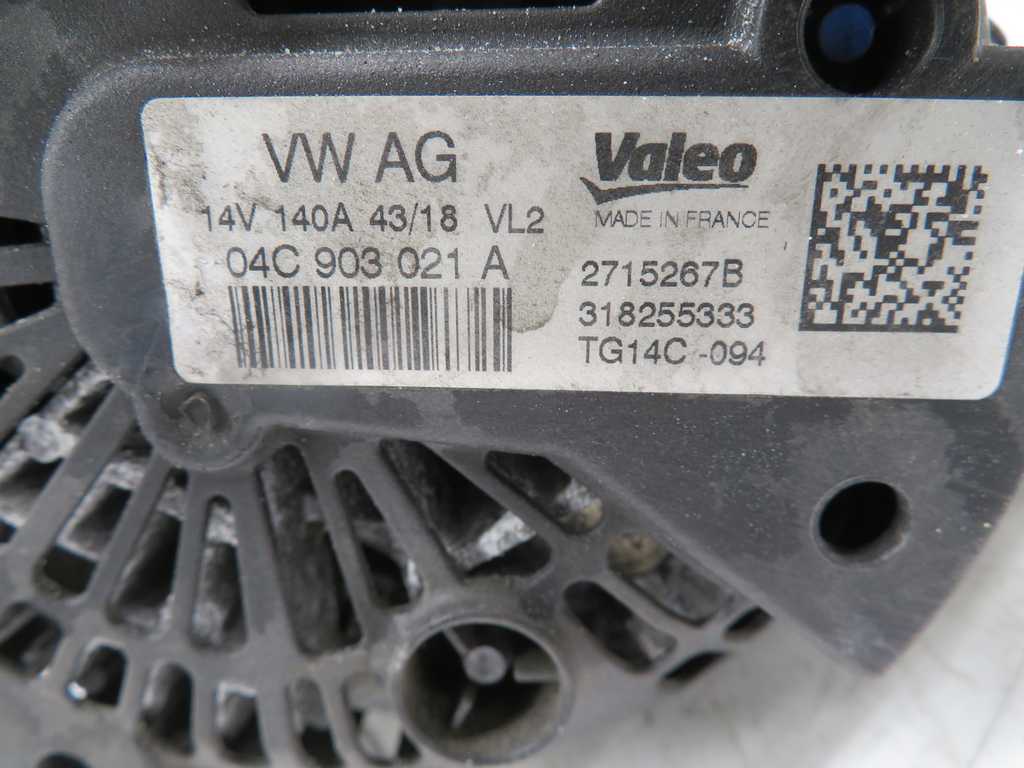 VW AG
14V 140A 43/18 VL2
04C 903 021 A
Valeo
MADE IN FRANCE
2715267B
318255333
TG14C -094